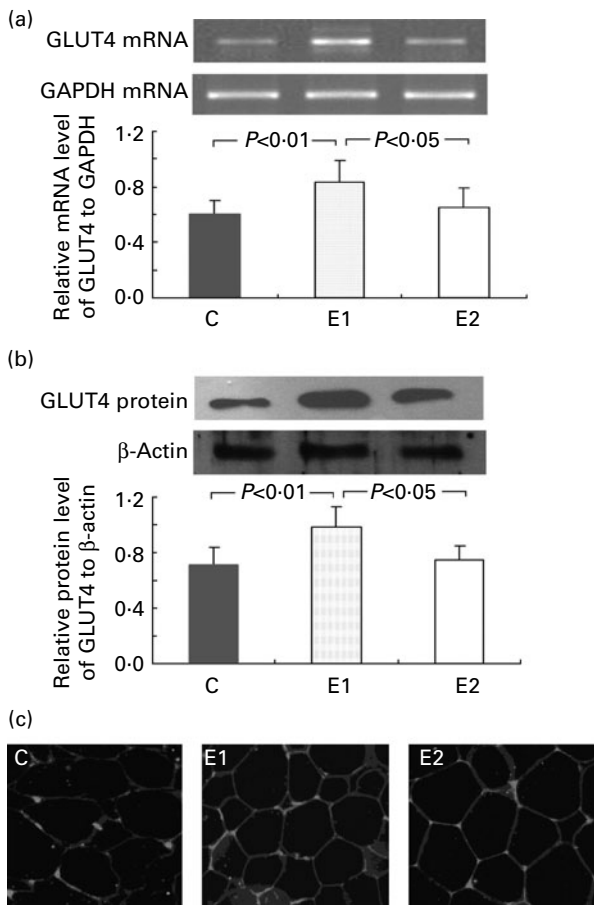 (a)
GLUT4 mRNA
GAPDH mRNA
Relative mRNA level
of GLUT4 to GAPDH
1·2
0·8
0·4
0·0
P<0·01
P<0·05
C
E1
E2
(b)
GLUT4 protein
β-Actin
Relative protein level
of GLUT4 to β-actin
1·2
0·8
0·4
0·0
P<0·01
P<0·05
C
E1
E2
(c)
C
E1
E2